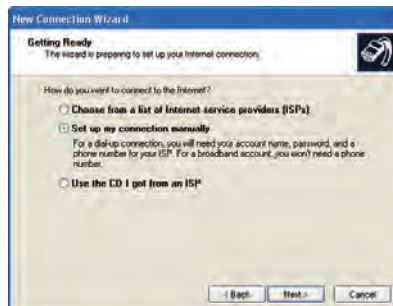 New Connection Wizard
Getting Ready
The wizard is preparing to set up your Internet connection.
How do you want to connect to the Internet?
Choose from a list of Internet service providers (ISPs)
Set up my connection manually
For a dial-up connection, you will need your account name, password, and a
phone number for your ISP. For a broadband account, you won't need a phone
number.
Use the CD I got from an ISP
< Back
Next >
Cancel